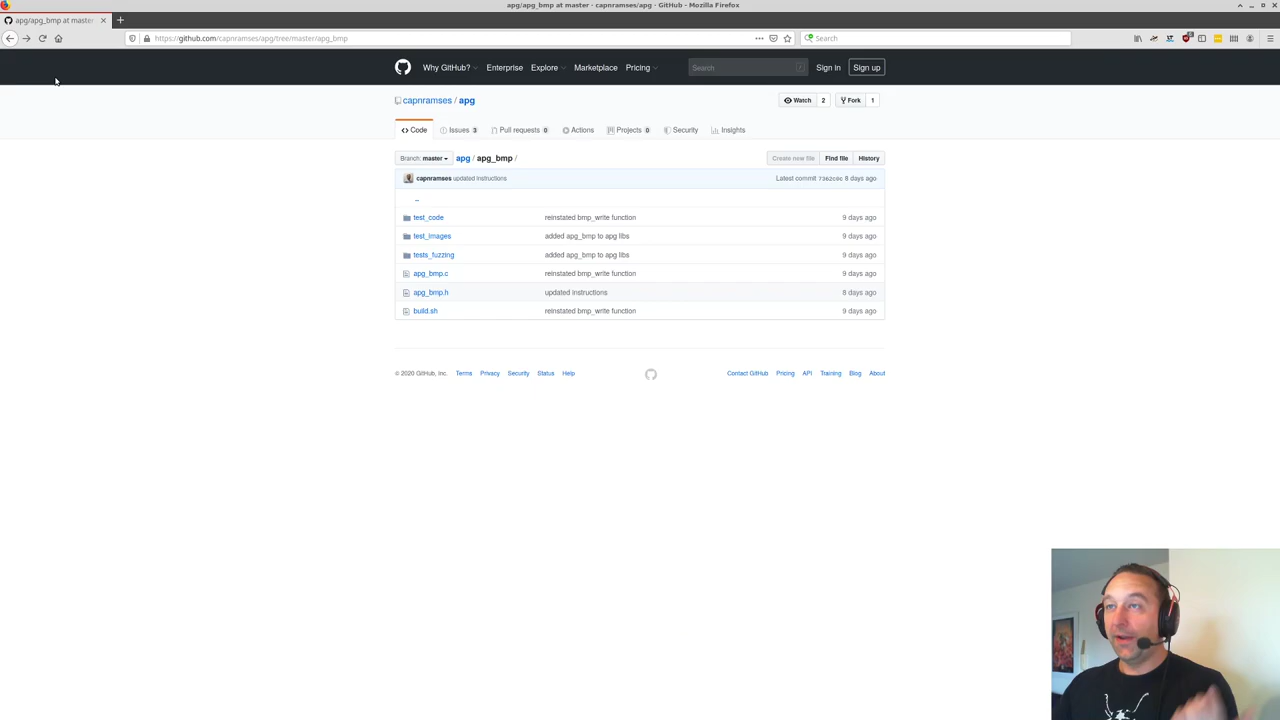 apg/apg_bmp at master · capnramses/apg · GitHub - Mozilla Firefox
apg/apg_bmp at master
https://github.com/capnramses/apg/tree/master/apg_bmp
Search
Why GitHub? Enterprise Explore Marketplace Pricing Search / Sign in Sign up
capnramses / apg Watch 2 Fork 1
Code Issues 3 Pull requests 0 Actions Projects 0 Security Insights
Branch: master apg / apg_bmp / Create new file Find file History
capnramses updated instructions Latest commit 8 days ago
..
test_code reinstated bmp_write function 9 days ago
test_images added apg_bmp to apg libs 9 days ago
tests_fuzzing added apg_bmp to apg libs 9 days ago
apg_bmp.c reinstated bmp_write function 9 days ago
apg_bmp.h updated instructions 8 days ago
build.sh reinstated bmp_write function 9 days ago
© 2020 GitHub, Inc. Terms Privacy Security Status Help Contact GitHub Pricing API Training Blog About